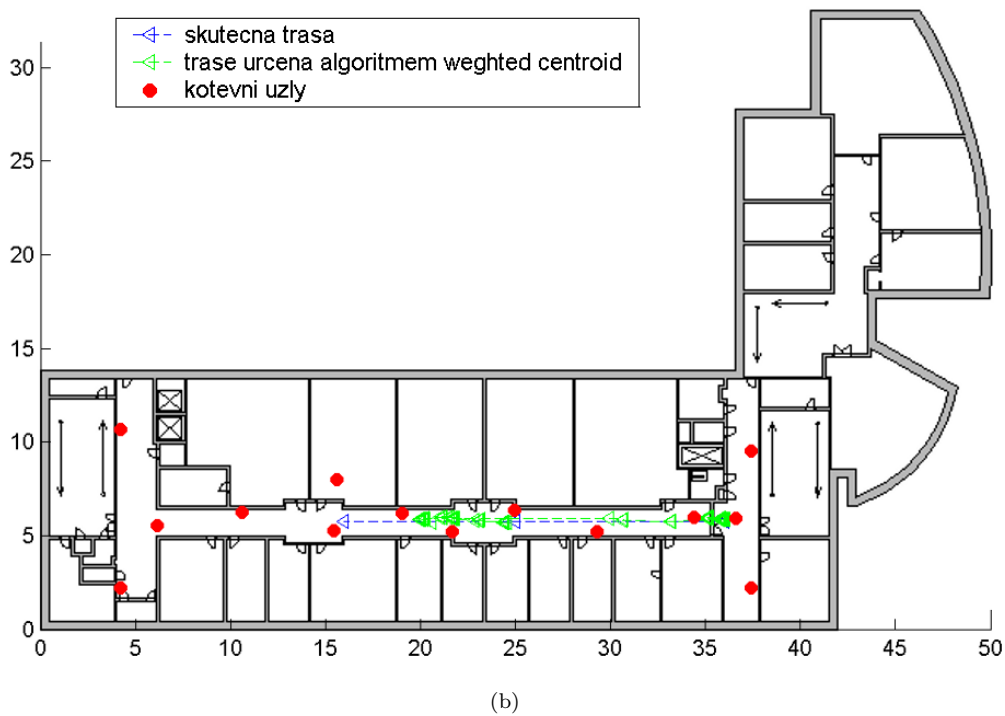 skutecna trasa
trase urcena algoritmem weghted centroid
kotevni uzly
30
25
20
15
10
5
0
0 5 10 15 20 25 30 35 40 45 50
(b)